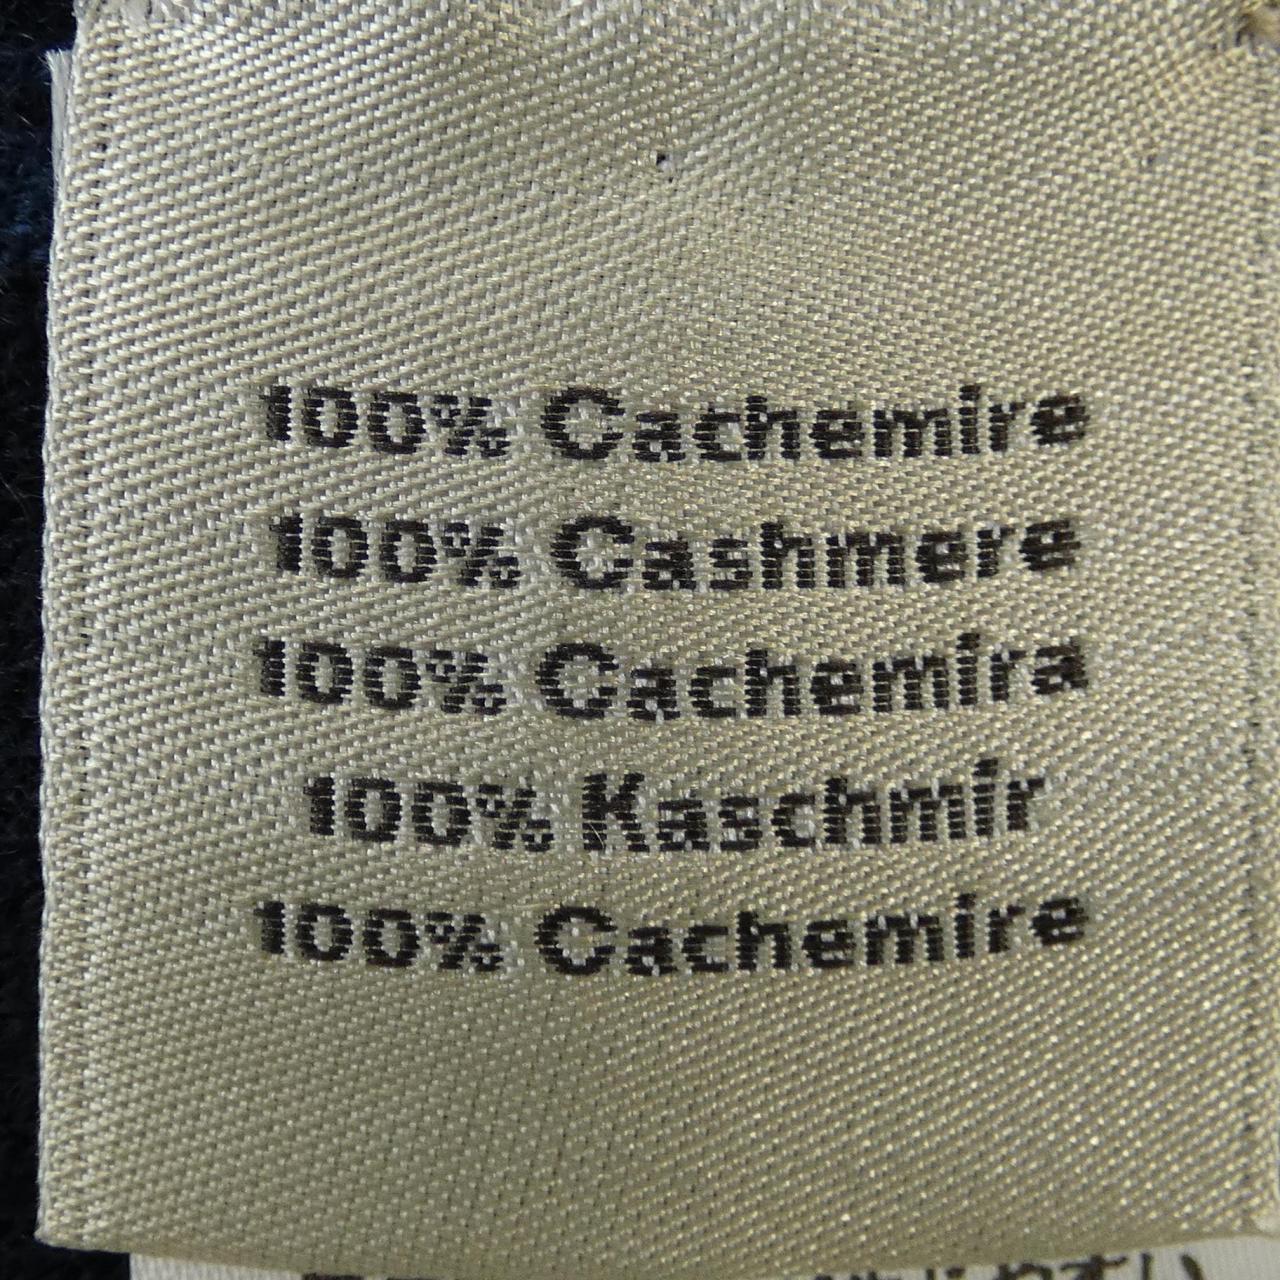 100% Cachemire
100% Cashmere
100% Cachemira
100% Kaschmir
100% Cachemire